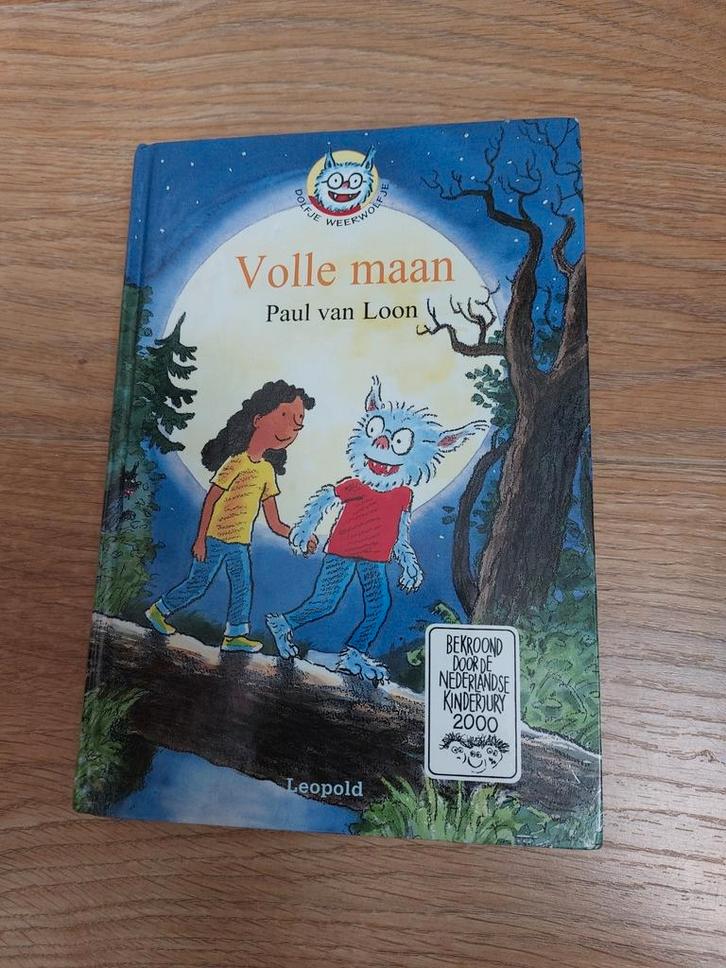 DOLFJE WEERWOLFJE
Volle maan
Paul van Loon
BEKROOND
DOOR DE
NEDERLANDSE
KINDERJURY
2000
Leopold